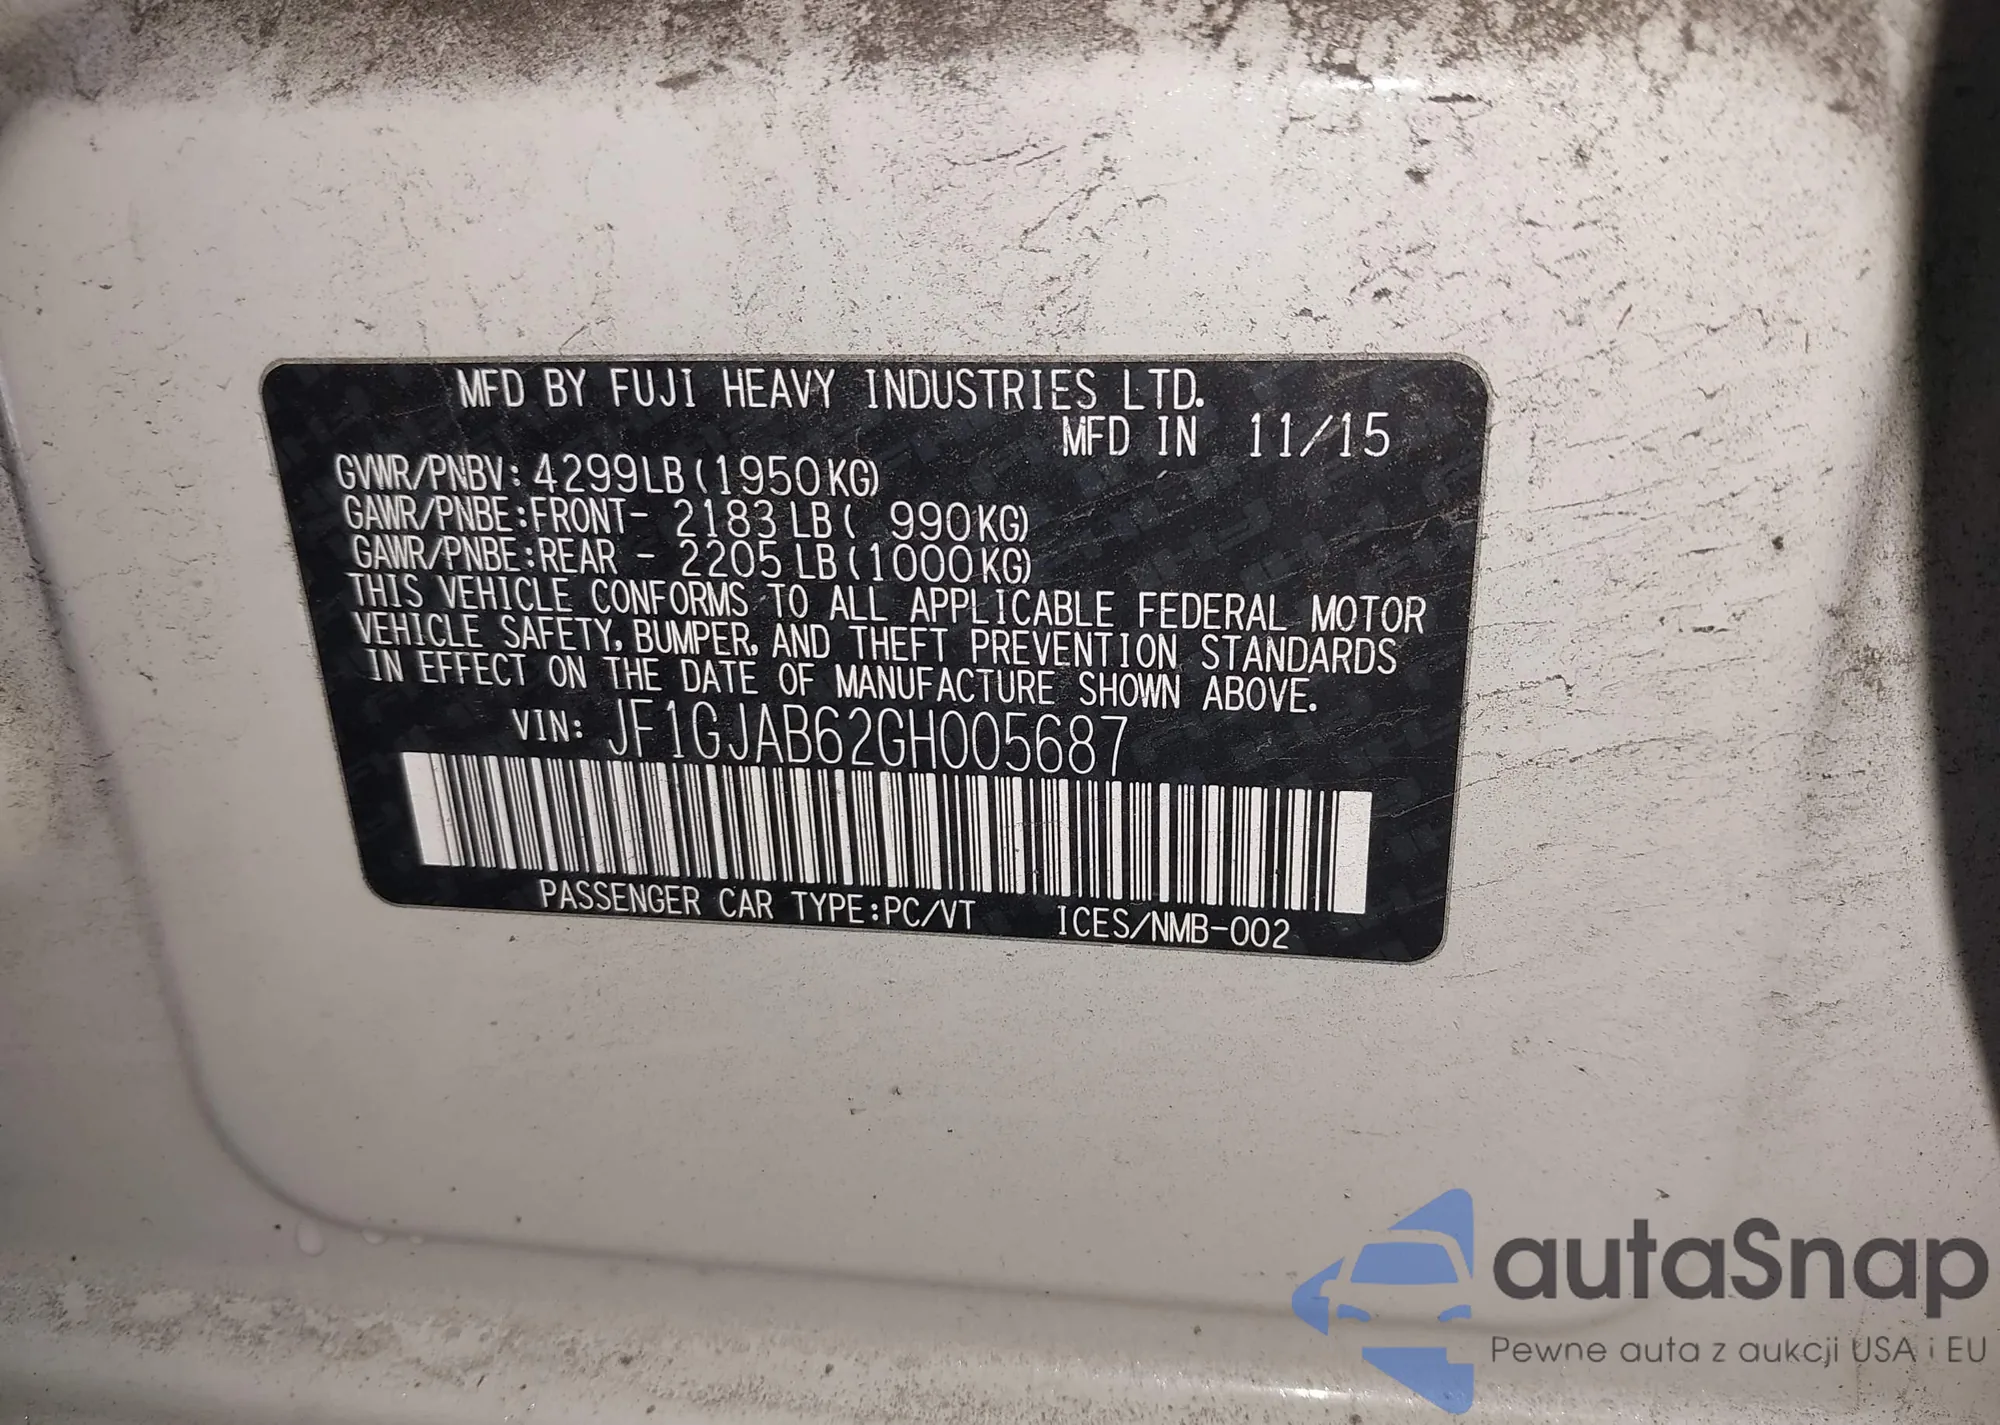 MFD BY FUJI HEAVY INDUSTRIES LTD.
MFD IN 11/15
GVWR/PNBV: 4299LB (1950KG)
GAWR/PNBE:FRONT- 2183 LB ( 990KG)
GAWR/PNBE:REAR - 2205 LB (1000KG)
THIS VEHICLE CONFORMS TO ALL APPLICABLE FEDERAL MOTOR
VEHICLE SAFETY, BUMPER, AND THEFT PREVENTION STANDARDS
IN EFFECT ON THE DATE OF MANUFACTURE SHOWN ABOVE.
VIN: JF1GJAB62GH005687
PASSENGER CAR TYPE:PC/VT ICES/NMB-002
autaSnap
Pewne auta z aukcji USA i EU